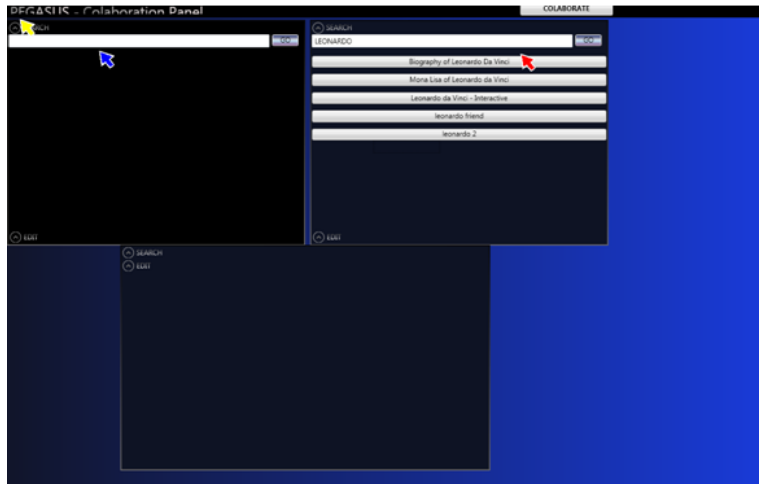 PEGASUS - Colaboration Panel
COLABORATE
SEARCH
GO
EDIT
SEARCH
LEONARDO
GO
Biography of Leonardo Da Vinci
Mona Lisa of Leonardo da Vinci
Leonardo da Vinci - Interactive
leonardo friend
leonardo 2
EDIT
SEARCH
EDIT